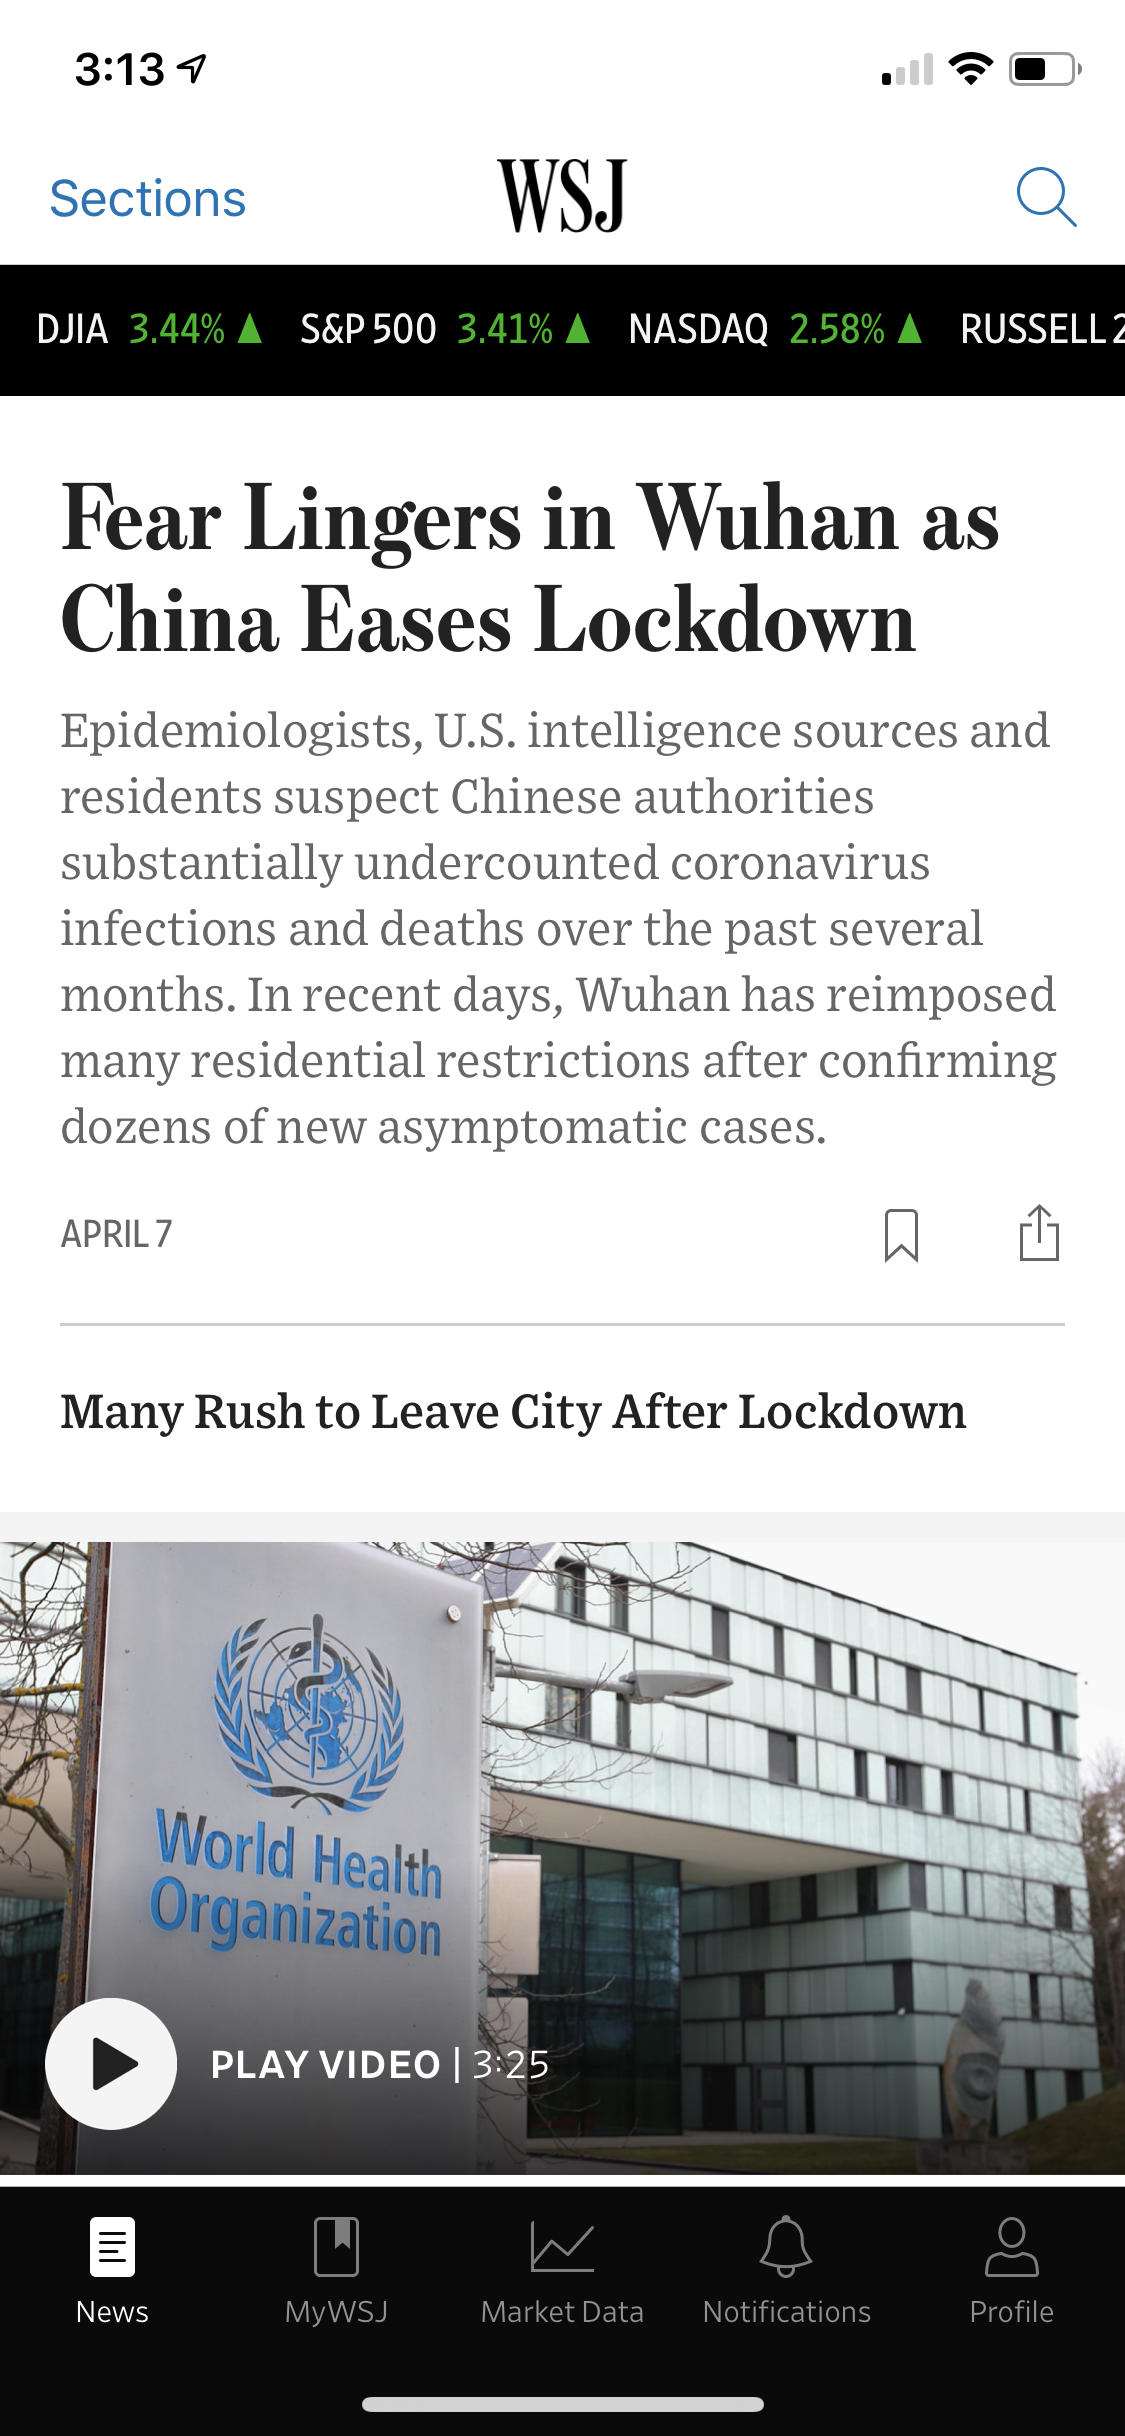 3:13
Sections
WSJ
DJIA 3.44% ▲ S&P 500 3.41% ▲ NASDAQ 2.58% ▲ RUSSELL 2
Fear Lingers in Wuhan as
China Eases Lockdown
Epidemiologists, U.S. intelligence sources and
residents suspect Chinese authorities
substantially undercounted coronavirus
infections and deaths over the past several
months. In recent days, Wuhan has reimposed
many residential restrictions after confirming
dozens of new asymptomatic cases.
APRIL 7
Many Rush to Leave City After Lockdown
World Health
Organization
PLAY VIDEO | 3:25
News MyWSJ Market Data Notifications Profile